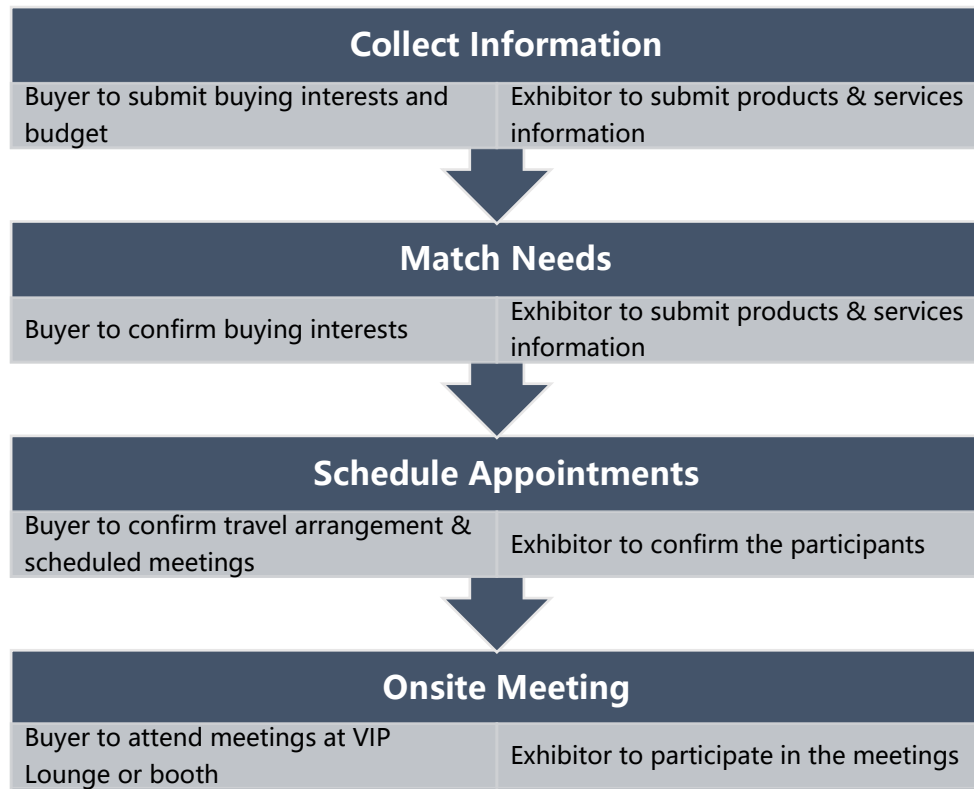 Collect Information
Buyer to submit buying interests and
budget
Exhibitor to submit products & services
information
Match Needs
Buyer to confirm buying interests
Exhibitor to submit products & services
information
Schedule Appointments
Buyer to confirm travel arrangement &
scheduled meetings
Exhibitor to confirm the participants
Onsite Meeting
Buyer to attend meetings at VIP
Lounge or booth
Exhibitor to participate in the meetings